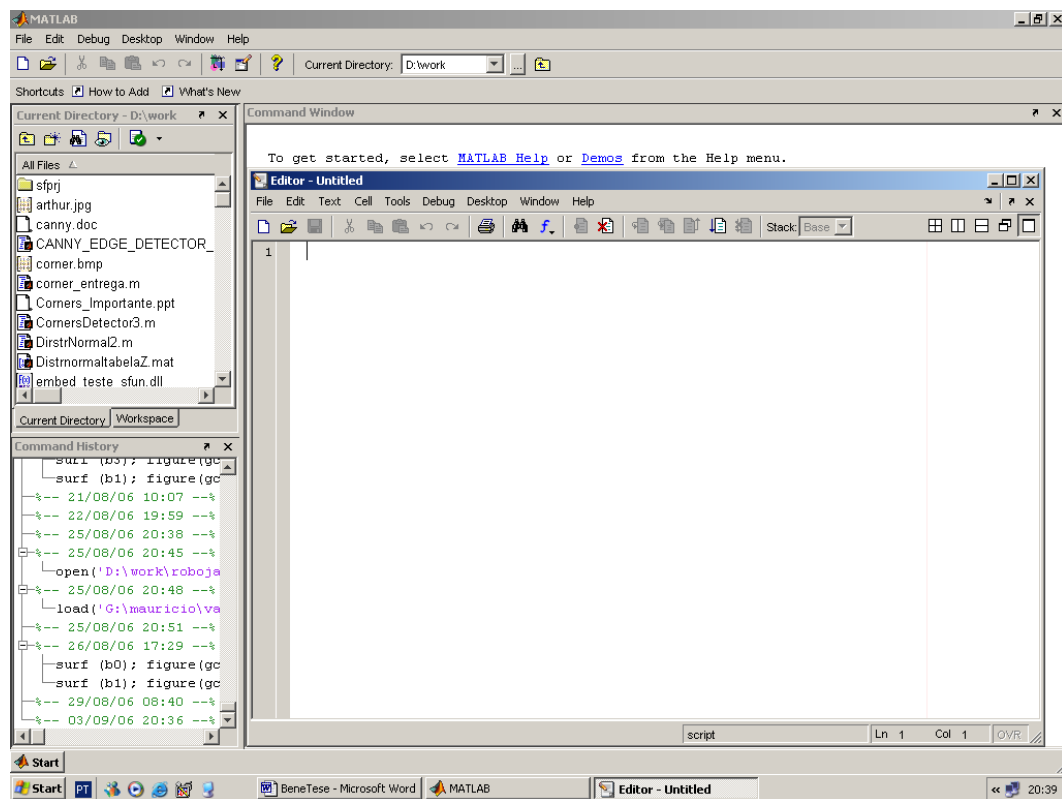 MATLAB
File Edit Debug Desktop Window Help
Current Directory: D:\work ...
Shortcuts How to Add What's New
Current Directory - D:\work
All Files
sfprj
arthur.jpg
canny.doc
CANNY_EDGE_DETECTOR_
corner.bmp
corner_entrega.m
Corners_Importante.ppt
CornersDetector3.m
DirstrNormal2.m
DistrnormaltabelaZ.mat
embed_teste_sfun.dll
Current Directory Workspace
Command History
surf (b3); figure(gc
surf (b1); figure(gc
%-- 21/08/06 10:07 --%
%-- 22/08/06 19:59 --%
%-- 25/08/06 20:38 --%
%-- 25/08/06 20:45 --%
open('D:\work\roboja
%-- 25/08/06 20:48 --%
load('G:\mauricio\va
%-- 25/08/06 20:51 --%
%-- 26/08/06 17:29 --%
surf (b0); figure(gc
surf (b1); figure(gc
%-- 29/08/06 08:40 --%
%-- 03/09/06 20:36 --%
Command Window
To get started, select MATLAB Help or Demos from the Help menu.
Editor - Untitled
File Edit Text Cell Tools Debug Desktop Window Help
Stack: Base
1
script Ln 1 Col 1 OVR
Start
Start PT BeneTese - Microsoft Word MATLAB Editor - Untitled « 20:39